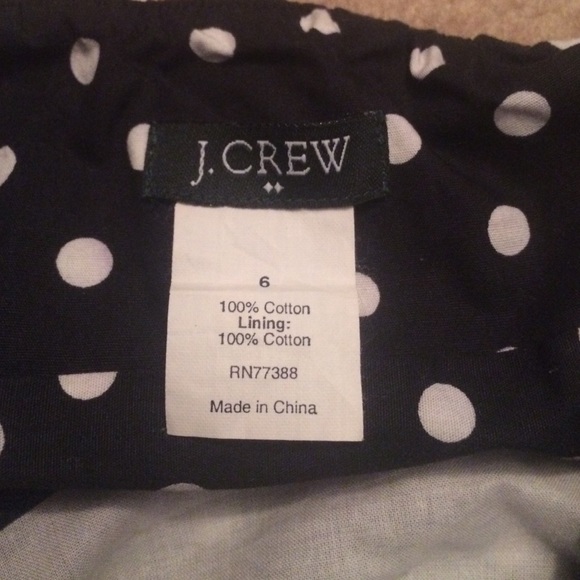 J.CREW
6
100% Cotton
Lining:
100% Cotton
RN77388
Made in China